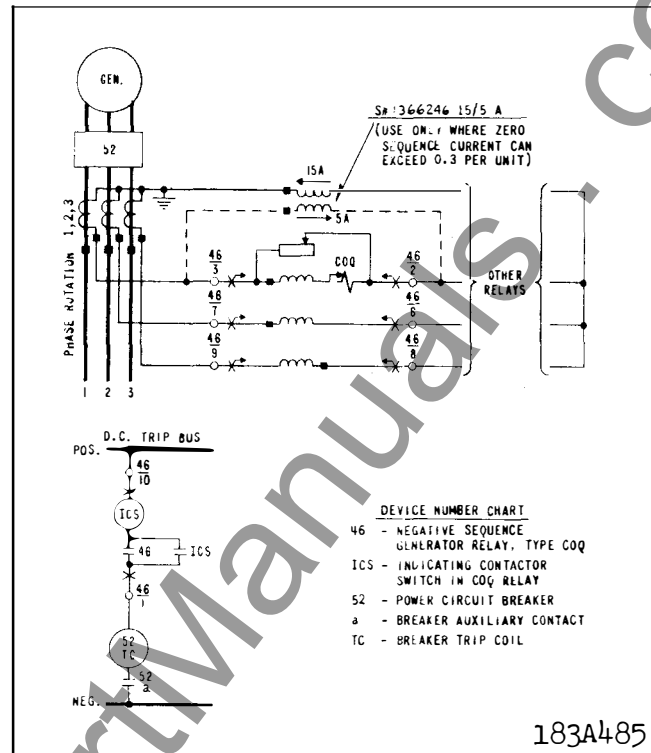 GEN.
52
S# 1366246 15/5 A
(USE ONLY WHERE ZERO
SEQUENCE CURRENT CAN
EXCEED 0.3 PER UNIT)
15A
5A
PHASE ROTATION 1,2,3
46
3
COQ
46
2
46
7
46
6
46
9
46
8
OTHER
RELAYS
1 2 3
D.C. TRIP BUS
POS.
46
10
ICS
46
ICS
46
1
52
TC
52
a
NEG.
DEVICE NUMBER CHART
46 - NEGATIVE SEQUENCE
GENERATOR RELAY, TYPE COQ
ICS - INDICATING CONTACTOR
SWITCH IN COQ RELAY
52 - POWER CIRCUIT BREAKER
a - BREAKER AUXILIARY CONTACT
TC - BREAKER TRIP COIL
183A485
rtManuals.co